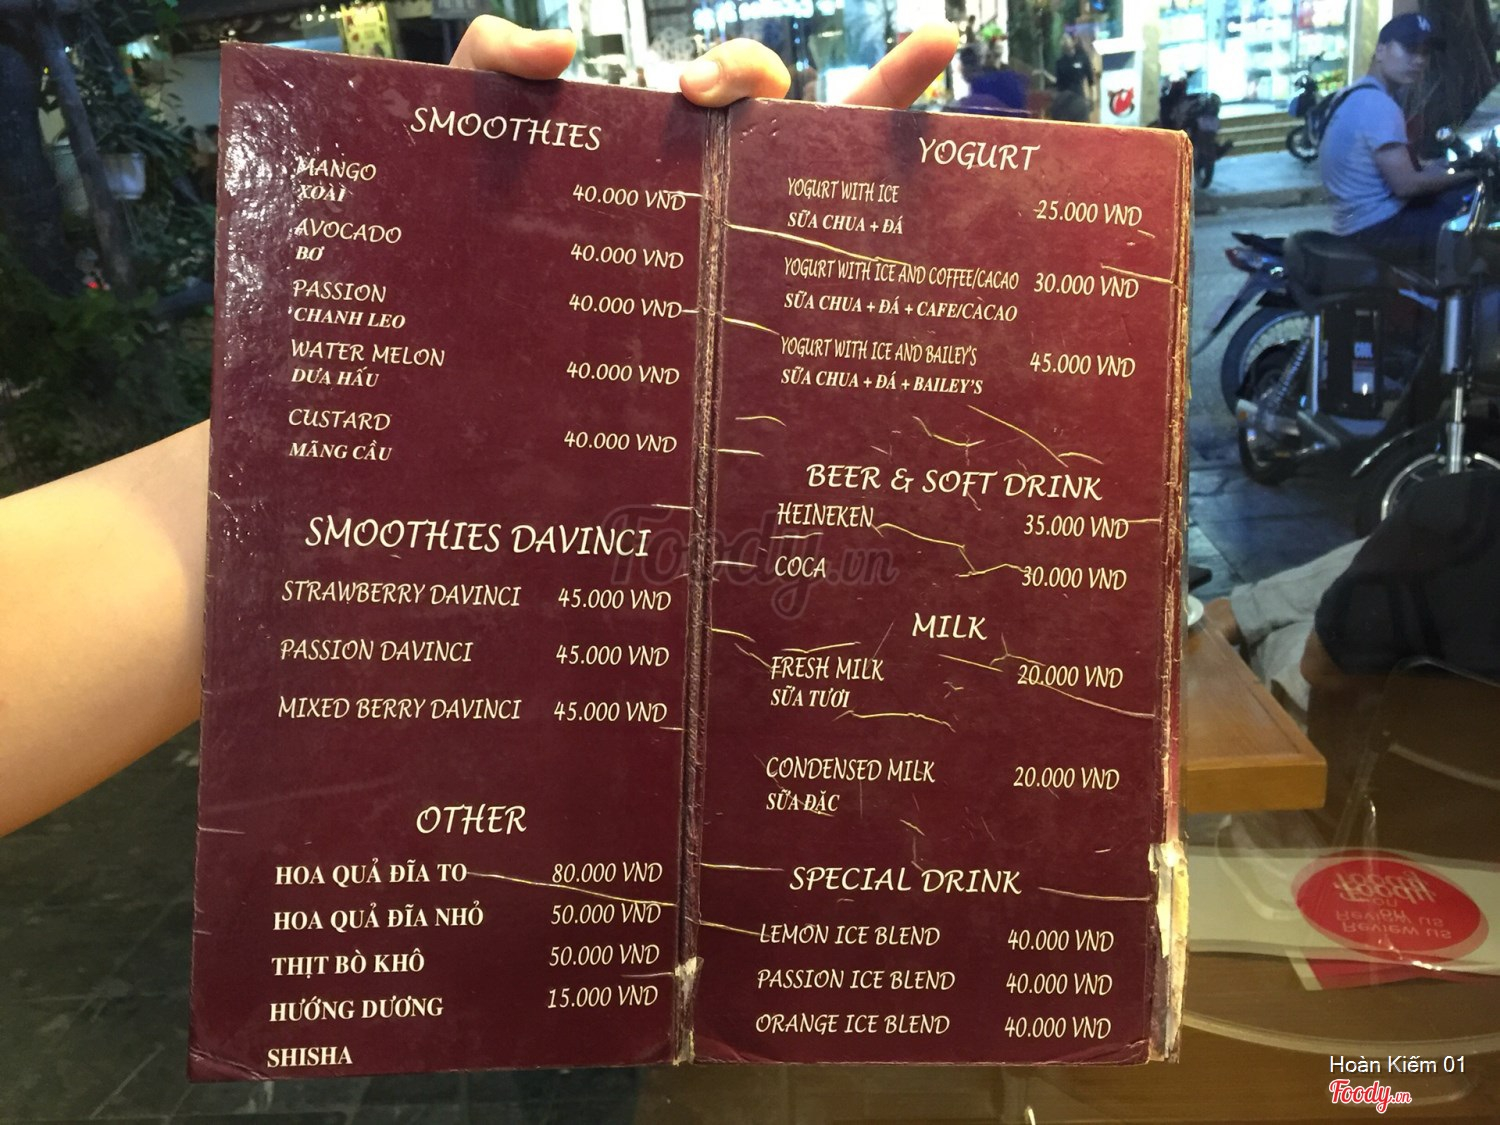 SMOOTHIES
MANGO 40.000 VND
XOÀI
AVOCADO 40.000 VND
BƠ
PASSION 40.000 VND
CHANH LEO
WATER MELON 40.000 VND
DƯA HẤU
CUSTARD 40.000 VND
MÃNG CẦU
SMOOTHIES DAVINCI
STRAWBERRY DAVINCI 45.000 VND
PASSION DAVINCI 45.000 VND
MIXED BERRY DAVINCI 45.000 VND
OTHER
HOA QUẢ ĐĨA TO 80.000 VND
HOA QUẢ ĐĨA NHỎ 50.000 VND
THỊT BÒ KHÔ 50.000 VND
HƯỚNG DƯƠNG 15.000 VND
SHISHA
YOGURT
YOGURT WITH ICE 25.000 VND
SỮA CHUA + ĐÁ
YOGURT WITH ICE AND COFFEE/CACAO 30.000 VND
SỮA CHUA + ĐÁ + CAFE/CACAO
YOGURT WITH ICE AND BAILEY'S 45.000 VND
SỮA CHUA + ĐÁ + BAILEY'S
BEER & SOFT DRINK
HEINEKEN 35.000 VND
COCA 30.000 VND
MILK
FRESH MILK 20.000 VND
SỮA TƯƠI
CONDENSED MILK 20.000 VND
SỮA ĐẶC
SPECIAL DRINK
LEMON ICE BLEND 40.000 VND
PASSION ICE BLEND 40.000 VND
ORANGE ICE BLEND 40.000 VND
Foody.vn
Review us
on
Foody
Hoàn Kiếm 01
Foody.vn